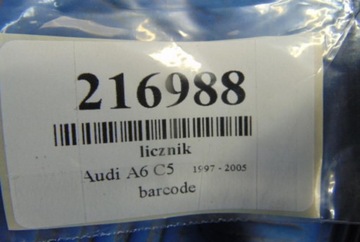 216988
licznik
Audi A6 C5 1997 - 2005
barcode